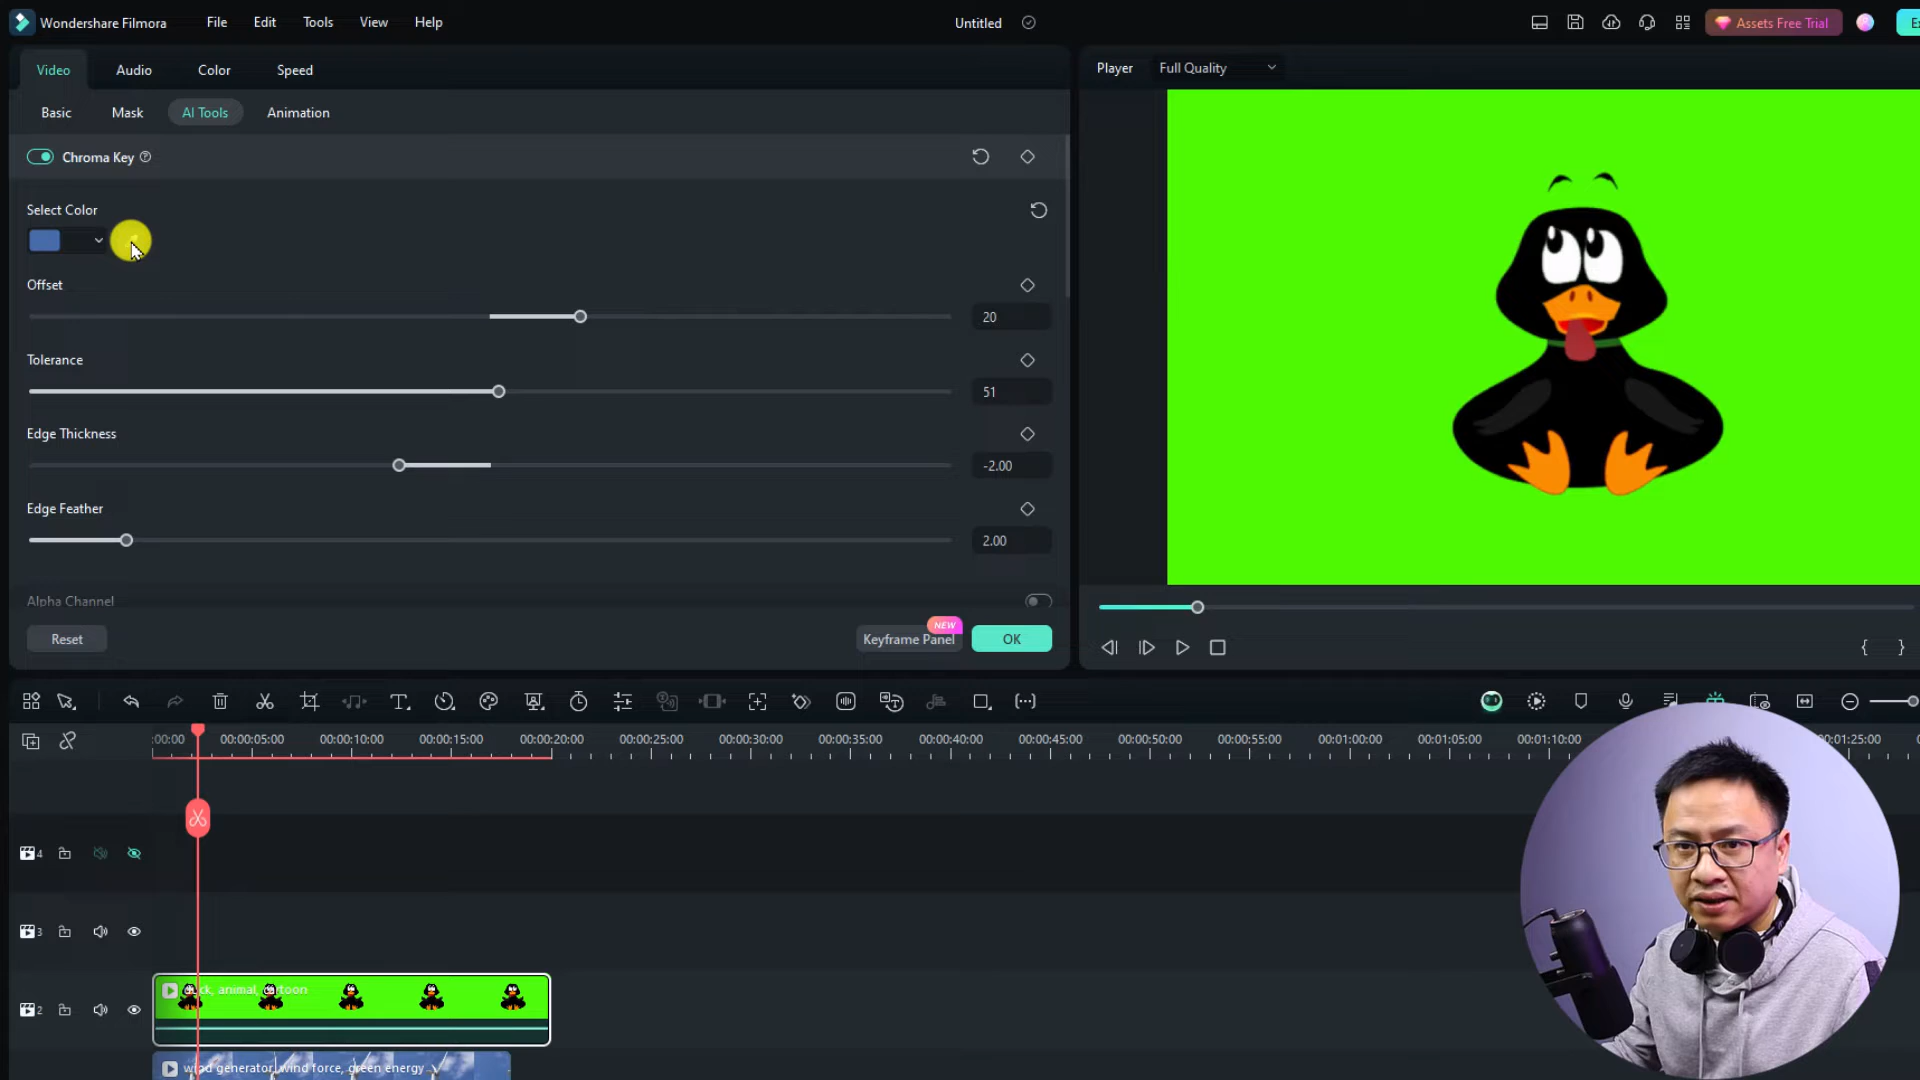 Wondershare Filmora File Edit Tools View Help Untitled Assets Free Trial
Video Audio Color Speed
Player Full Quality
Basic Mask AI Tools Animation
Chroma Key
Select Color
Offset
20
Tolerance
51
Edge Thickness
-2.00
Edge Feather
2.00
Alpha Channel
NEW
Reset Keyframe Panel OK
:00:00 00:00:05:00 00:00:10:00 00:00:15:00 00:00:20:00 00:00:25:00 00:00:30:00 00:00:35:00 00:00:40:00 00:00:45:00 00:00:50:00 00:00:55:00 00:01:00:00 00:01:05:00 00:01:10:00 00:01:25:00
4
3
animal,
2
wind generator, wind force, green energy